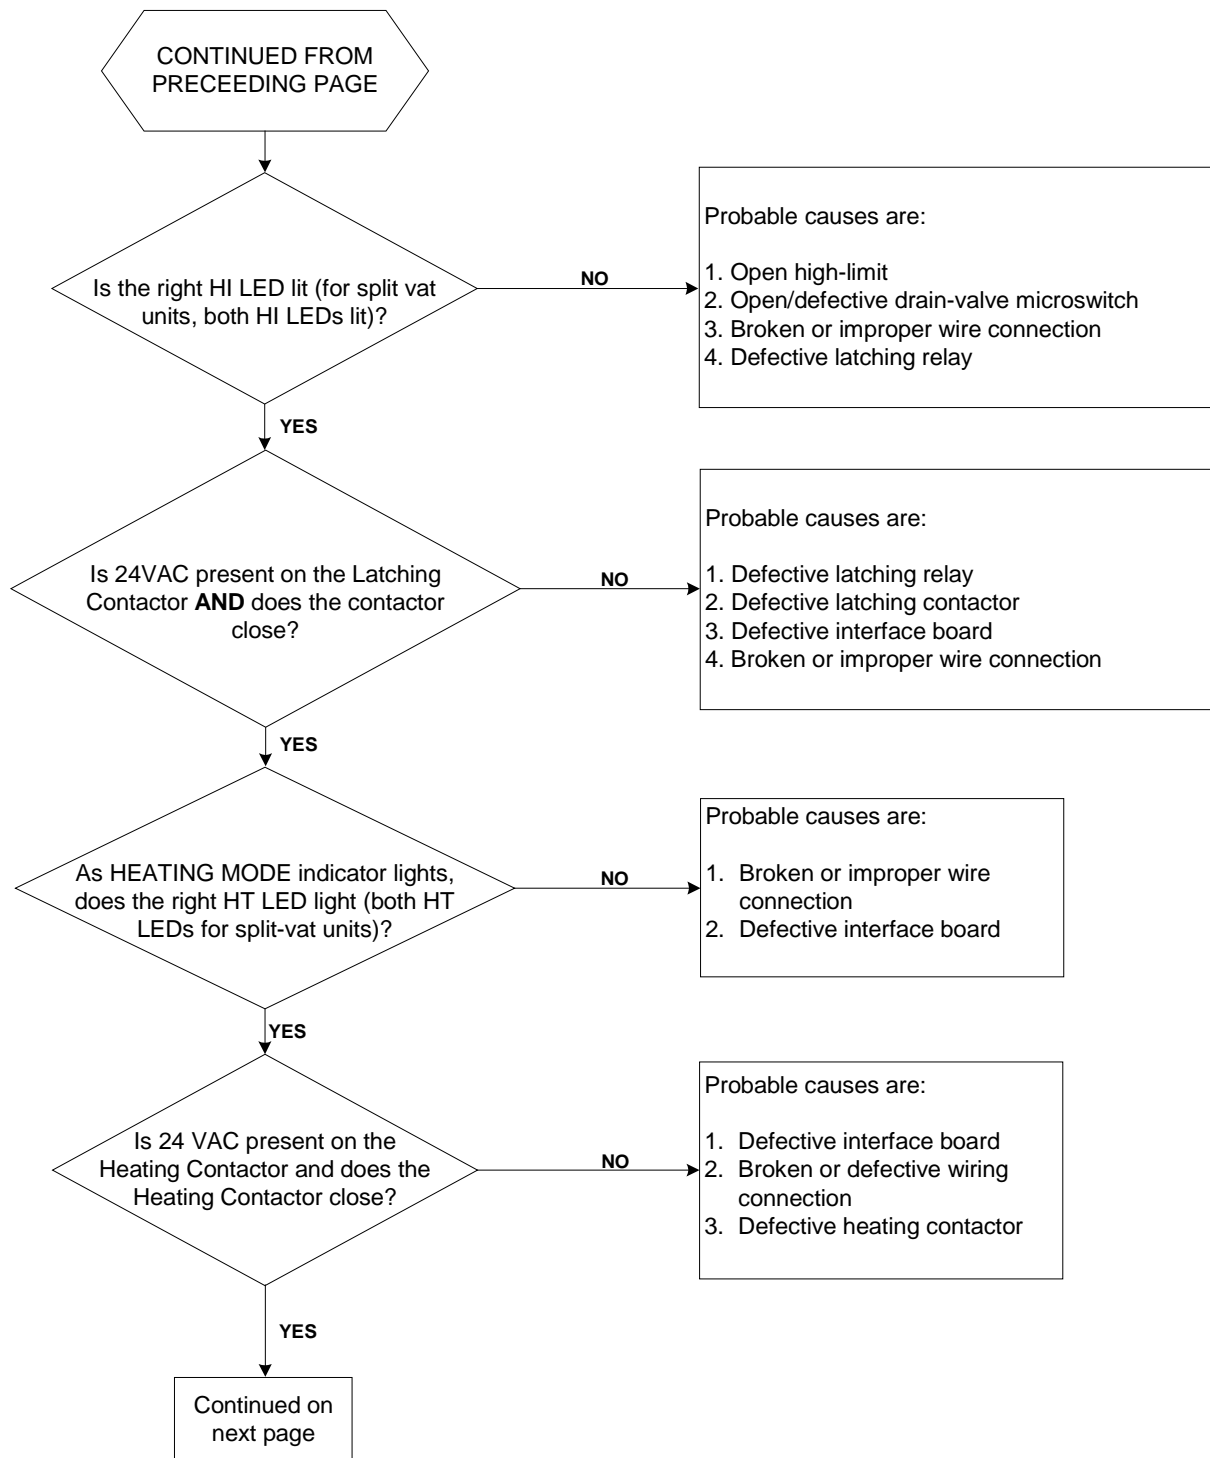 CONTINUED FROM
PRECEEDING PAGE
Is the right HI LED lit (for split vat
units, both HI LEDs lit)?
NO
Probable causes are:
1. Open high-limit
2. Open/defective drain-valve microswitch
3. Broken or improper wire connection
4. Defective latching relay
YES
Is 24VAC present on the Latching
Contactor AND does the contactor
close?
NO
Probable causes are:
1. Defective latching relay
2. Defective latching contactor
3. Defective interface board
4. Broken or improper wire connection
YES
As HEATING MODE indicator lights,
does the right HT LED light (both HT
LEDs for split-vat units)?
NO
Probable causes are:
1. Broken or improper wire
connection
2. Defective interface board
YES
Is 24 VAC present on the
Heating Contactor and does the
Heating Contactor close?
NO
Probable causes are:
1. Defective interface board
2. Broken or defective wiring
connection
3. Defective heating contactor
YES
Continued on
next page